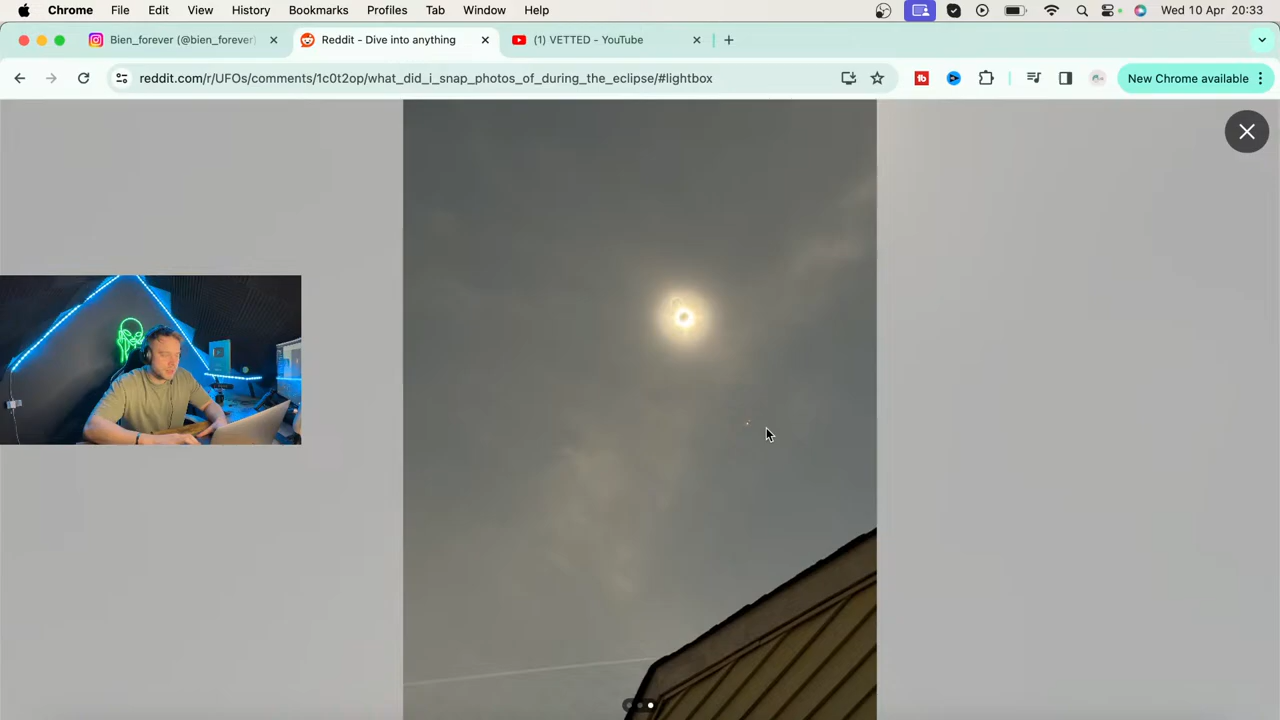 Chrome File Edit View History Bookmarks Profiles Tab Window Help Wed 10 Apr 20:33
Bien_forever (@bien_forever) Reddit - Dive into anything (1) VETTED - YouTube
reddit.com/r/UFOs/comments/1c0t2op/what_did_i_snap_photos_of_during_the_eclipse/#lightbox New Chrome available